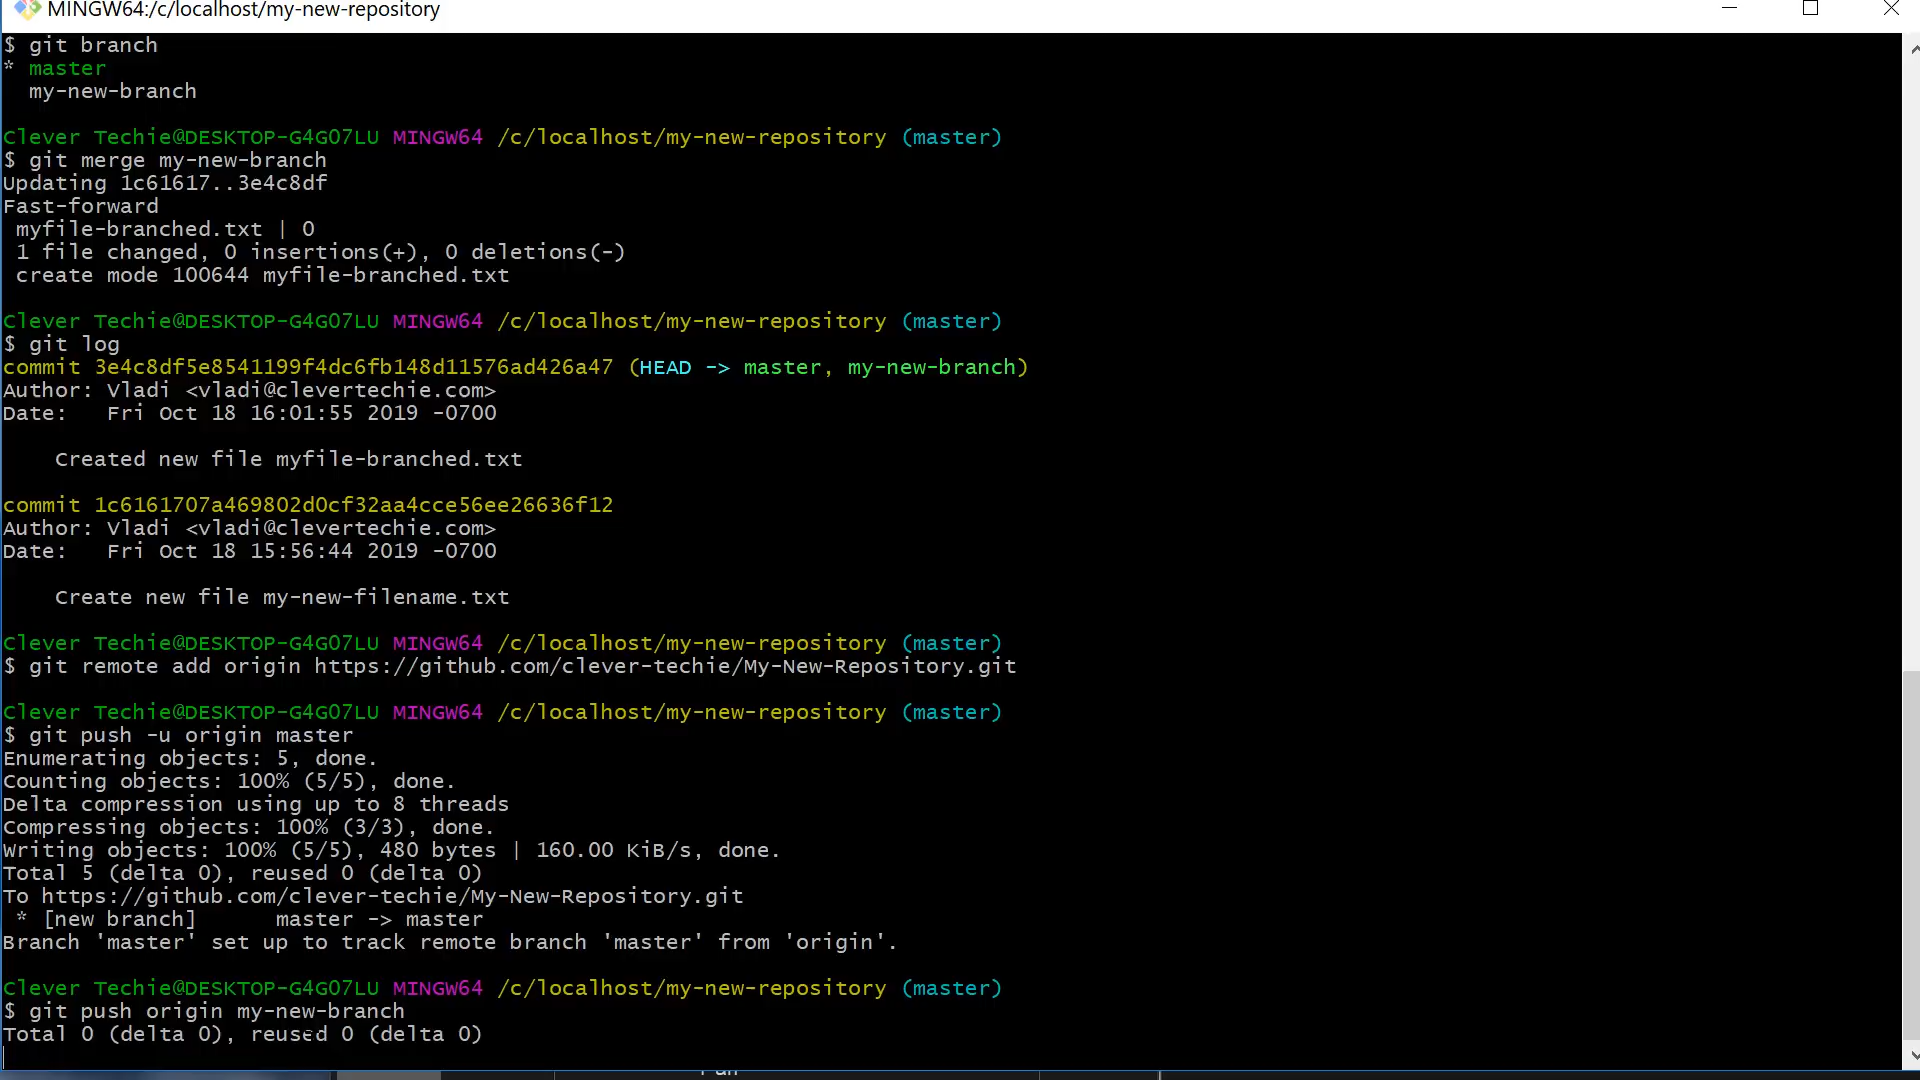 MINGW64:/c/localhost/my-new-repository
$ git branch
* master
  my-new-branch
Clever Techie@DESKTOP-G4G07LU MINGW64 /c/localhost/my-new-repository (master)
$ git merge my-new-branch
Updating 1c61617..3e4c8df
Fast-forward
 myfile-branched.txt | 0
 1 file changed, 0 insertions(+), 0 deletions(-)
 create mode 100644 myfile-branched.txt
Clever Techie@DESKTOP-G4G07LU MINGW64 /c/localhost/my-new-repository (master)
$ git log
commit 3e4c8df5e8541199f4dc6fb148d11576ad426a47 (HEAD -> master, my-new-branch)
Author: Vladi <vladi@clevertechie.com>
Date:   Fri Oct 18 16:01:55 2019 -0700
    Created new file myfile-branched.txt
commit 1c6161707a469802d0cf32aa4cce56ee26636f12
Author: Vladi <vladi@clevertechie.com>
Date:   Fri Oct 18 15:56:44 2019 -0700
    Create new file my-new-filename.txt
Clever Techie@DESKTOP-G4G07LU MINGW64 /c/localhost/my-new-repository (master)
$ git remote add origin https://github.com/clever-techie/My-New-Repository.git
Clever Techie@DESKTOP-G4G07LU MINGW64 /c/localhost/my-new-repository (master)
$ git push -u origin master
Enumerating objects: 5, done.
Counting objects: 100% (5/5), done.
Delta compression using up to 8 threads
Compressing objects: 100% (3/3), done.
Writing objects: 100% (5/5), 480 bytes | 160.00 KiB/s, done.
Total 5 (delta 0), reused 0 (delta 0)
To https://github.com/clever-techie/My-New-Repository.git
 * [new branch]      master -> master
Branch 'master' set up to track remote branch 'master' from 'origin'.
Clever Techie@DESKTOP-G4G07LU MINGW64 /c/localhost/my-new-repository (master)
$ git push origin my-new-branch
Total 0 (delta 0), reused 0 (delta 0)